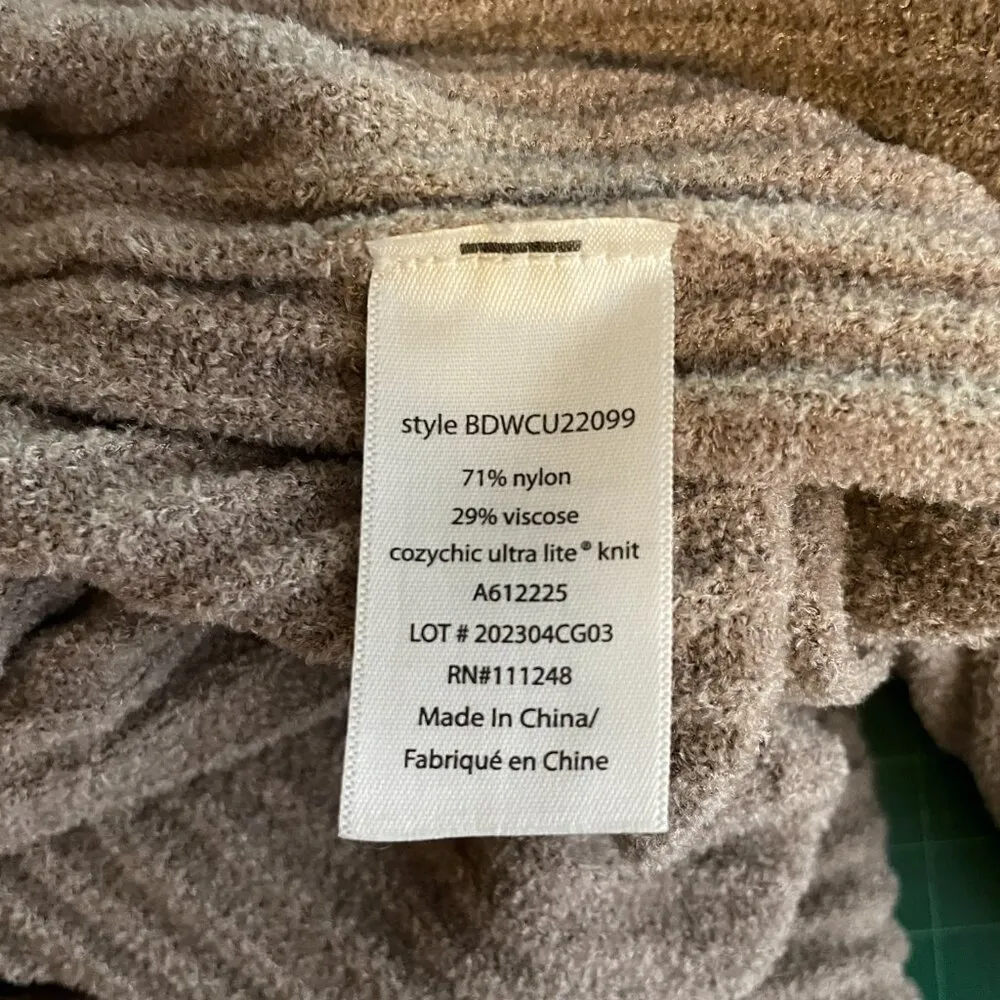 style BDWCU22099
71% nylon
29% viscose
cozychic ultra lite® knit
A612225
LOT # 202304CG03
RN#111248
Made In China/
Fabriqué en Chine